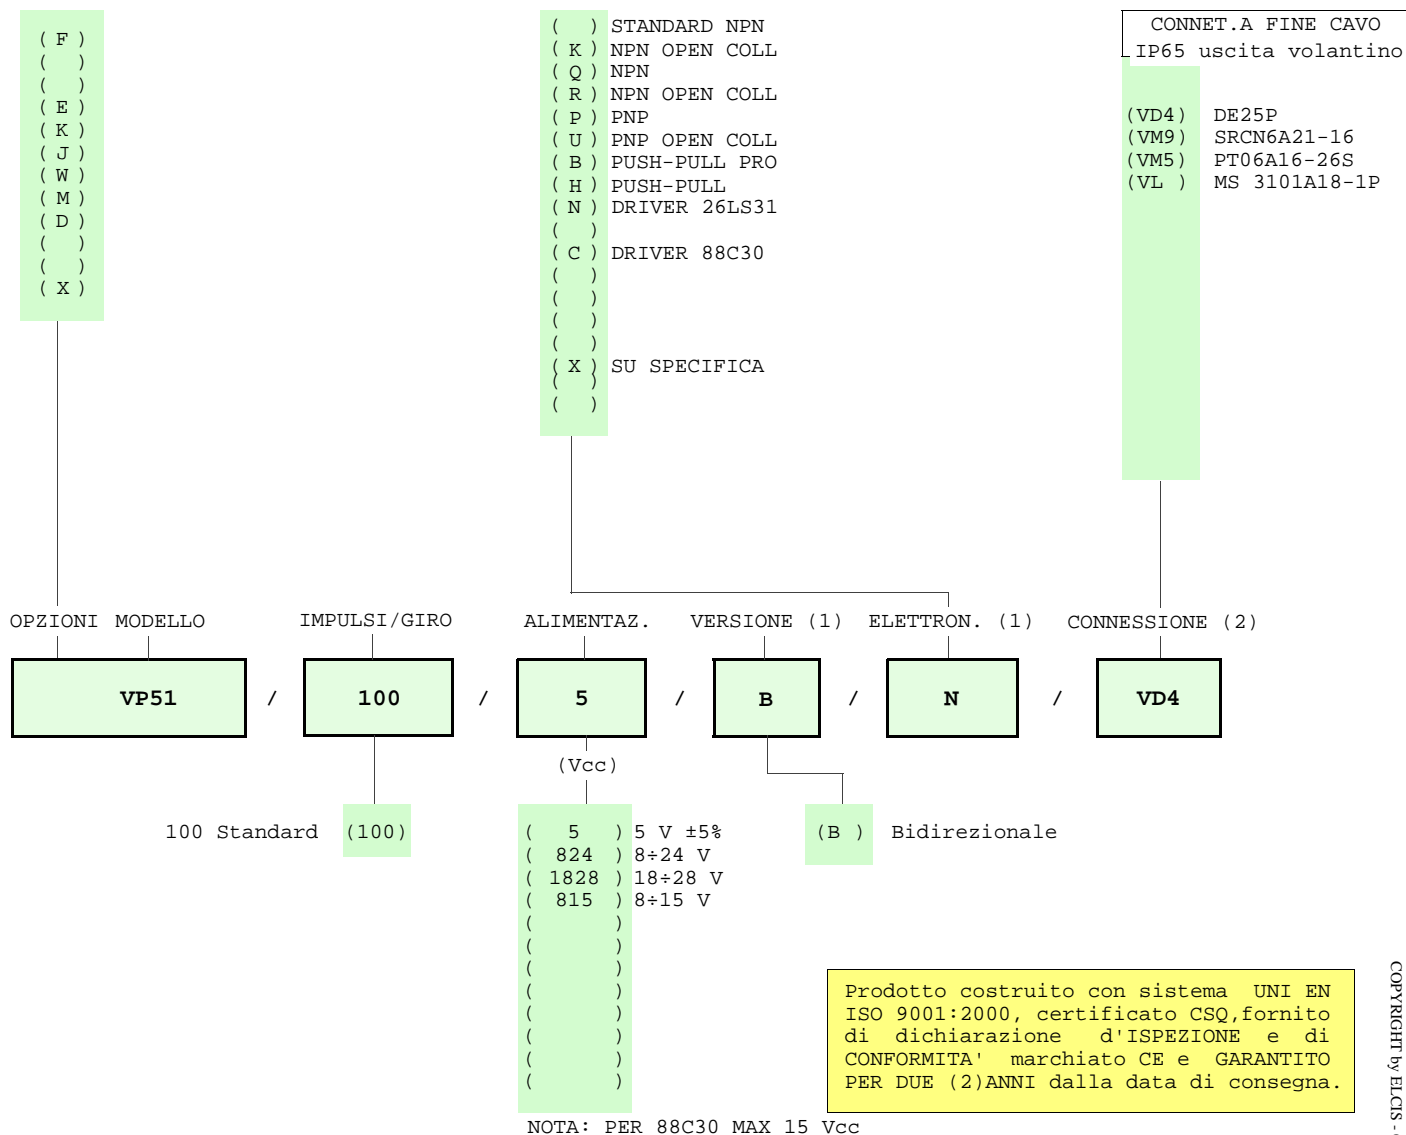 ( F )
(   )
(   )
( E )
( K )
( J )
( W )
( M )
( D )
(   )
(   )
( X )
(   ) STANDARD NPN
( K ) NPN OPEN COLL
( Q ) NPN
( R ) NPN OPEN COLL
( P ) PNP
( U ) PNP OPEN COLL
( B ) PUSH-PULL PRO
( H ) PUSH-PULL
( N ) DRIVER 26LS31
(   )
( C ) DRIVER 88C30
(   )
(   )
(   )
(   )
( X ) SU SPECIFICA
(   )
(   )
CONNET.A FINE CAVO
IP65 uscita volantino
(VD4) DE25P
(VM9) SRCN6A21-16
(VM5) PT06A16-26S
(VL ) MS 3101A18-1P
OPZIONI MODELLO IMPULSI/GIRO ALIMENTAZ. VERSIONE (1) ELETTRON. (1) CONNESSIONE (2)
VP51 / 100 / 5 / B / N / VD4
(Vcc)
100 Standard (100)
( 5 ) 5 V ±5%
( 824 ) 8÷24 V
( 1828 ) 18÷28 V
( 815 ) 8÷15 V
(   )
(   )
(   )
(   )
(   )
(   )
(   )
(   )
NOTA: PER 88C30 MAX 15 Vcc
(B ) Bidirezionale
Prodotto costruito con sistema UNI EN
ISO 9001:2000, certificato CSQ,fornito
di dichiarazione d'ISPEZIONE e di
CONFORMITA' marchiato CE e GARANTITO
PER DUE (2)ANNI dalla data di consegna.
COPYRIGHT by ELCIS -